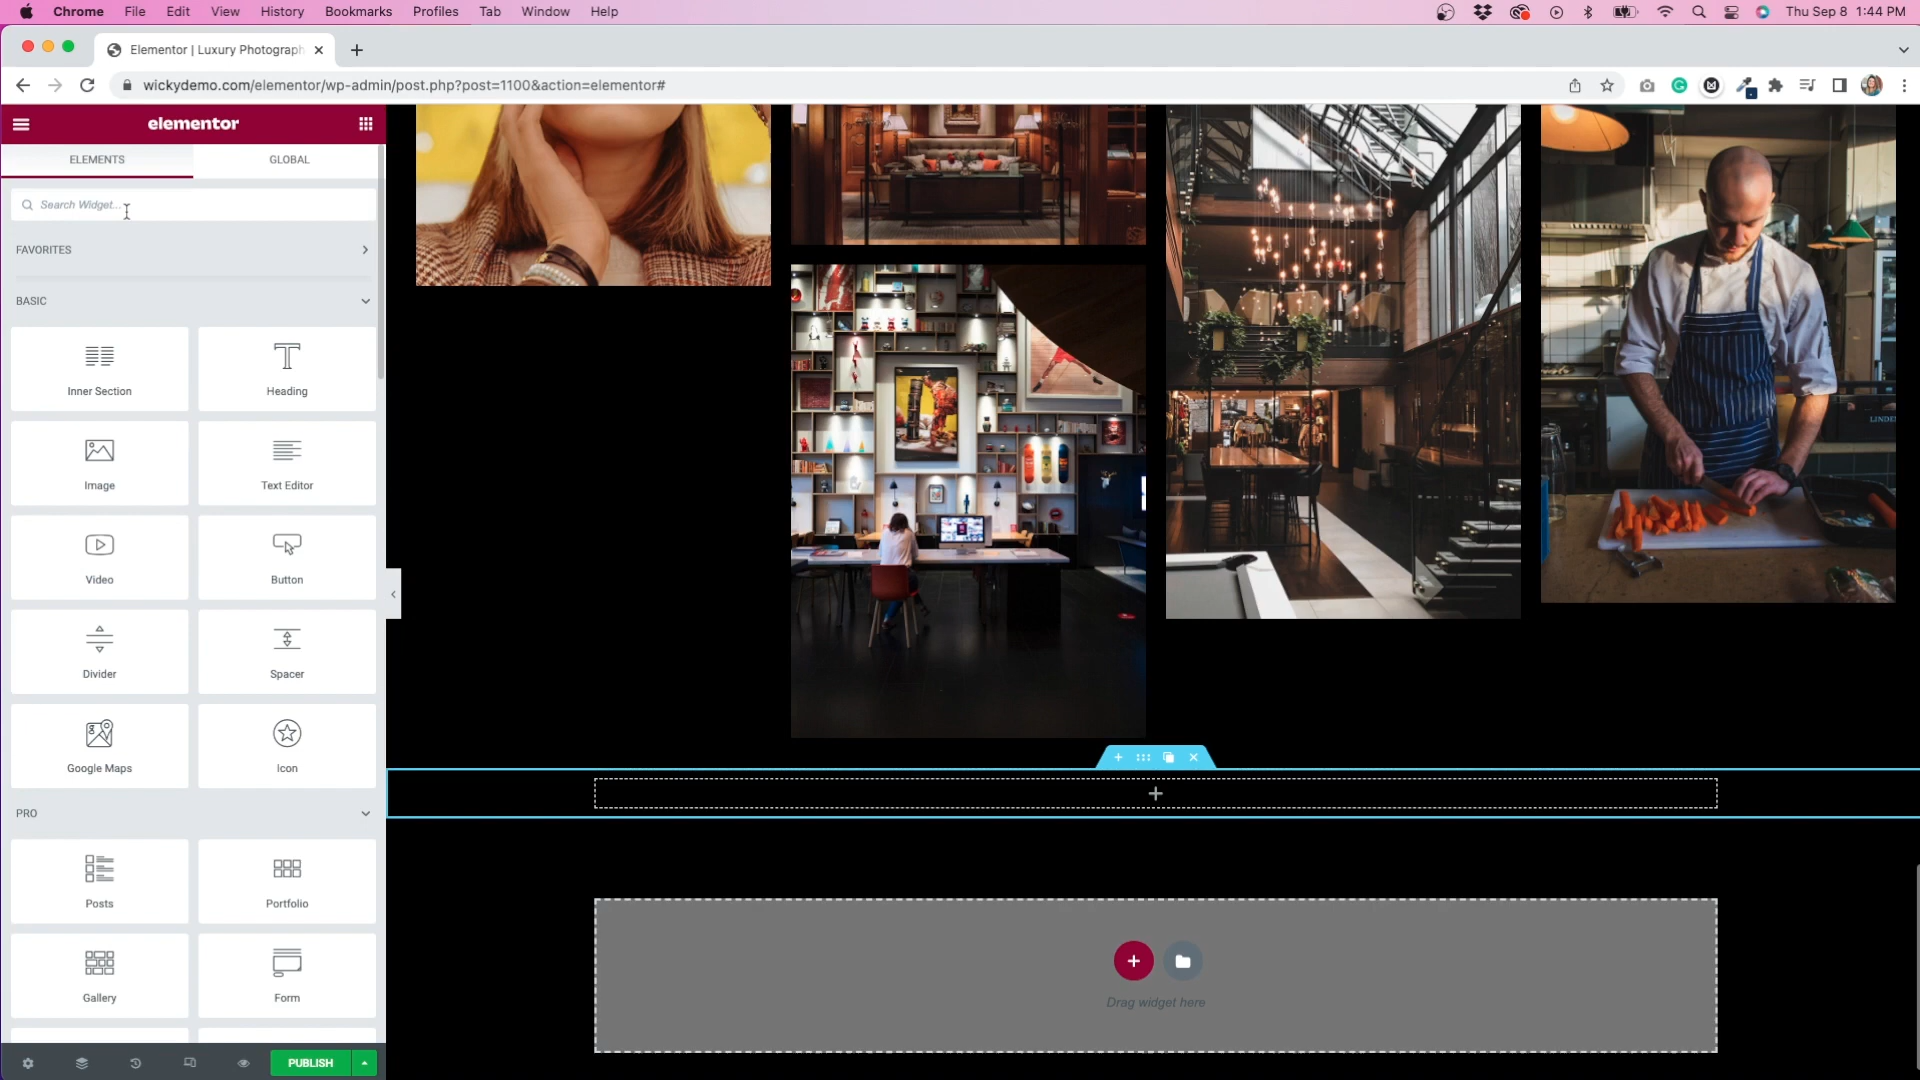 Chrome File Edit View History Bookmarks Profiles Tab Window Help Thu Sep 8 1:44 PM
Elementor | Luxury Photograph
wickydemo.com/elementor/wp-admin/post.php?post=1100&action=elementor#
elementor
ELEMENTS GLOBAL
Search Widget...
FAVORITES
BASIC
Inner Section Heading
Image Text Editor
Video Button
Divider Spacer
Google Maps Icon
PRO
Posts Portfolio
Gallery Form
PUBLISH
Drag widget here